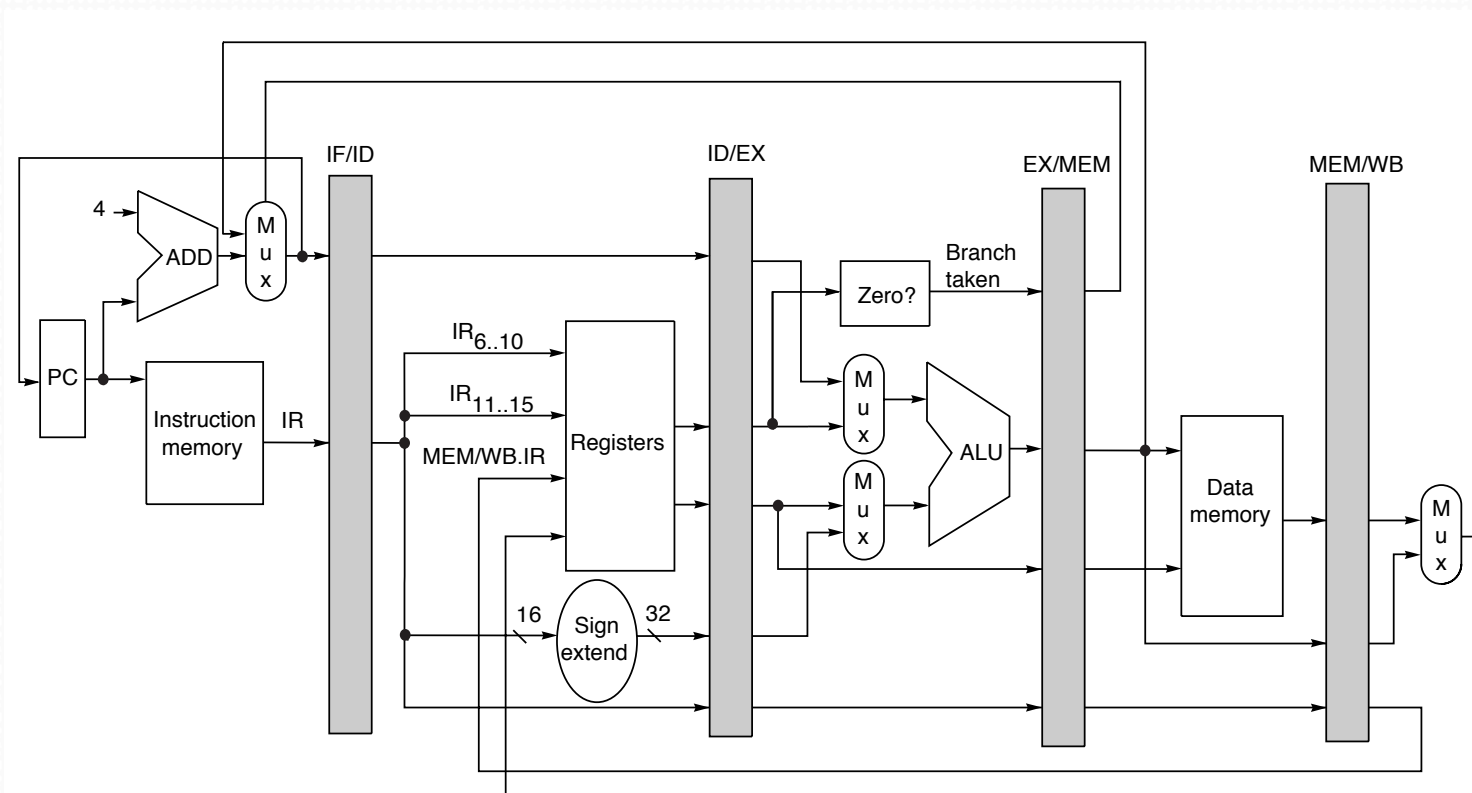 IF/ID
ID/EX
EX/MEM
MEM/WB
4
ADD
M
u
x
PC
Instruction
memory
IR
IR6..10
IR11..15
MEM/WB.IR
Registers
16
Sign
extend
32
Zero?
Branch
taken
M
u
x
M
u
x
ALU
Data
memory
M
u
x